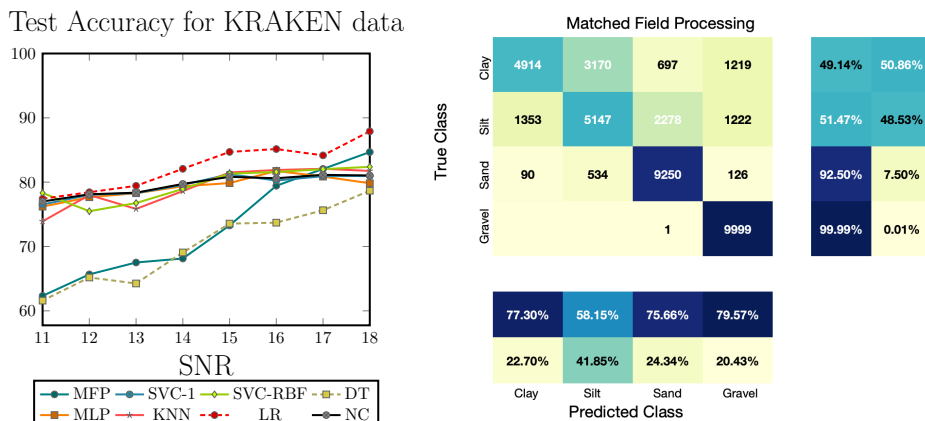 Test Accuracy for KRAKEN data
100
90
80
70
60
11 12 13 14 15 16 17 18
SNR
MFP SVC-1 SVC-RBF DT
MLP KNN LR NC
Matched Field Processing
True Class
Clay 4914 3170 697 1219 49.14% 50.86%
Silt 1353 5147 2278 1222 51.47% 48.53%
Sand 90 534 9250 126 92.50% 7.50%
Gravel 1 9999 99.99% 0.01%
77.30% 58.15% 75.66% 79.57%
22.70% 41.85% 24.34% 20.43%
Clay Silt Sand Gravel
Predicted Class